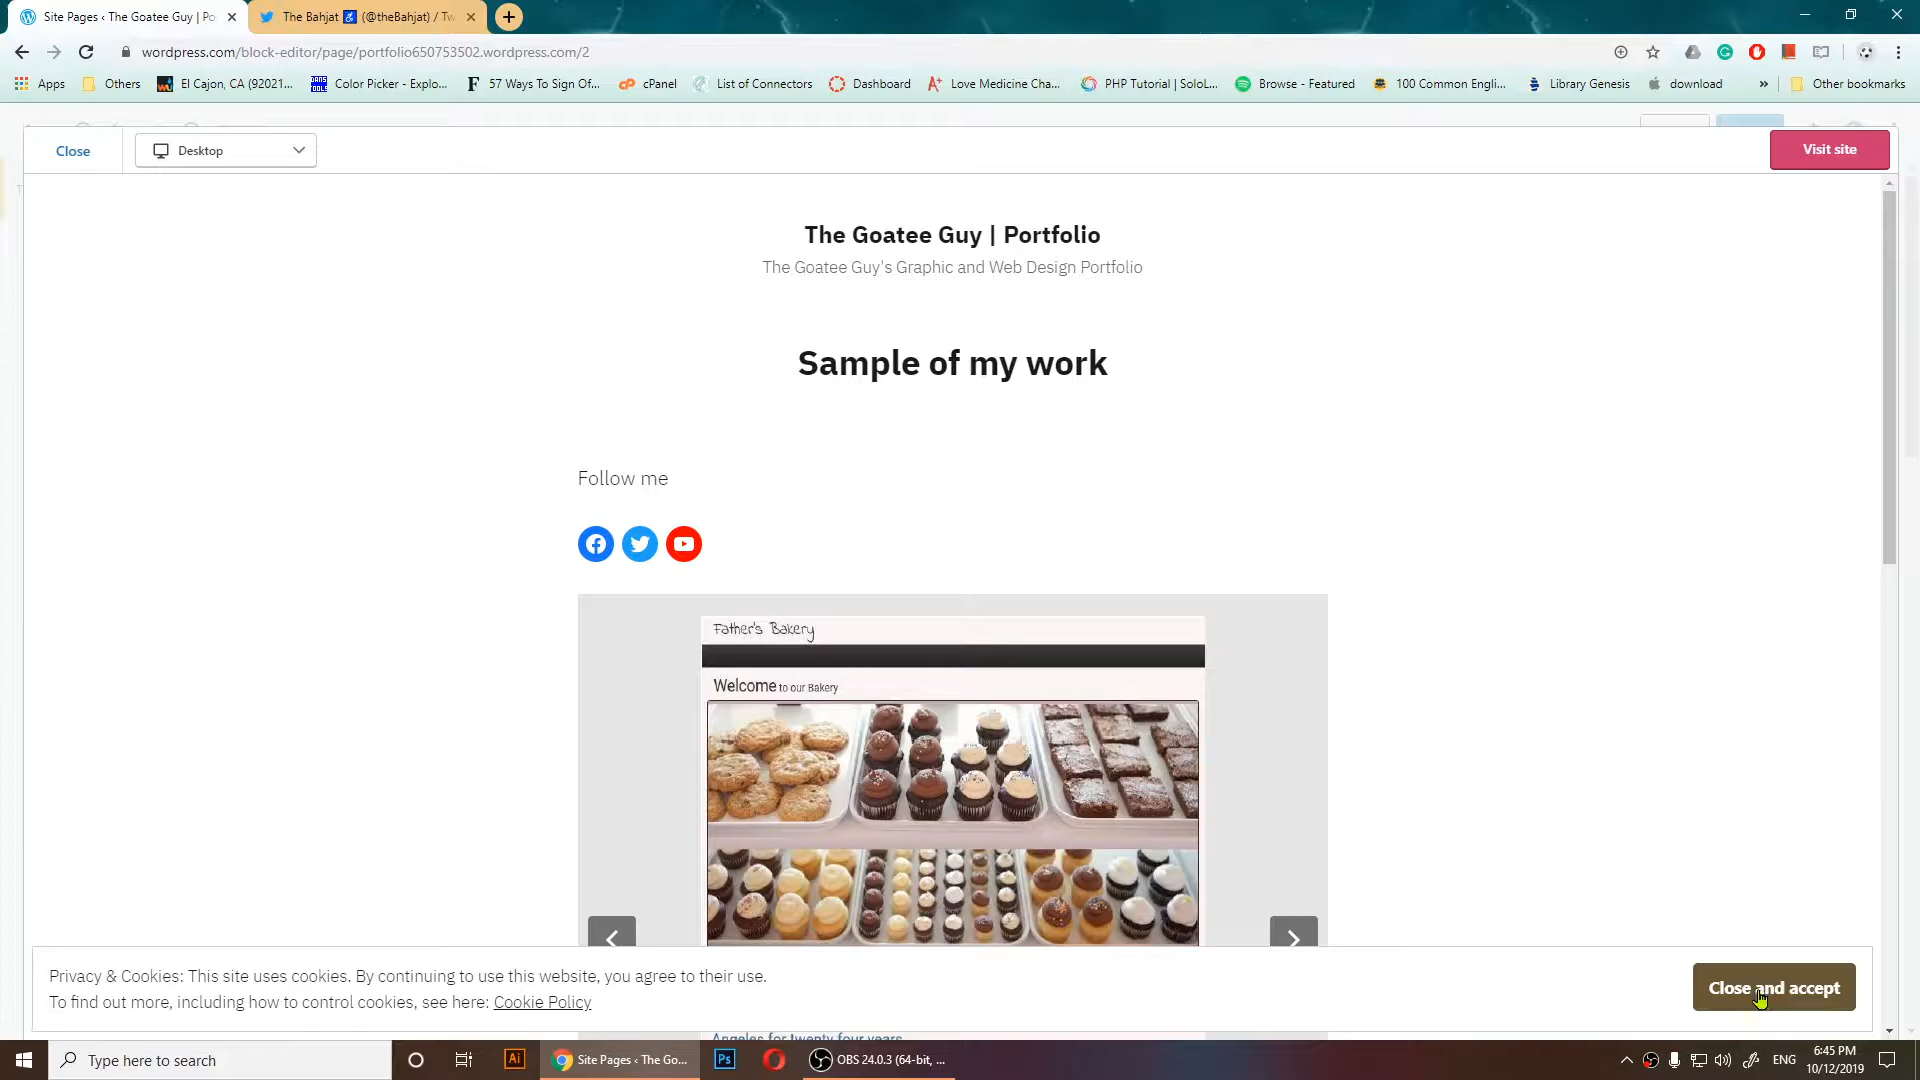 Site Pages ‹ The Goatee Guy | Po
The Bahjat ♿ (@theBahjat) / Tw
wordpress.com/block-editor/page/portfolio650753502.wordpress.com/2
Apps
Others
El Cajon, CA (92021...
Color Picker - Explo...
57 Ways To Sign Of...
cPanel
List of Connectors
Dashboard
Love Medicine Cha...
PHP Tutorial | SoloL...
Browse - Featured
100 Common Engli...
Library Genesis
download
»
Other bookmarks
Close
Desktop
Visit site
The Goatee Guy | Portfolio
The Goatee Guy's Graphic and Web Design Portfolio
Sample of my work
Follow me
Father's Bakery
Welcome to our Bakery
Privacy & Cookies: This site uses cookies. By continuing to use this website, you agree to their use.
To find out more, including how to control cookies, see here: Cookie Policy
Close and accept
Angeles for twenty four years
Type here to search
Ai
Site Pages ‹ The Go...
Ps
OBS 24.0.3 (64-bit, ...
ENG
6:45 PM
10/12/2019